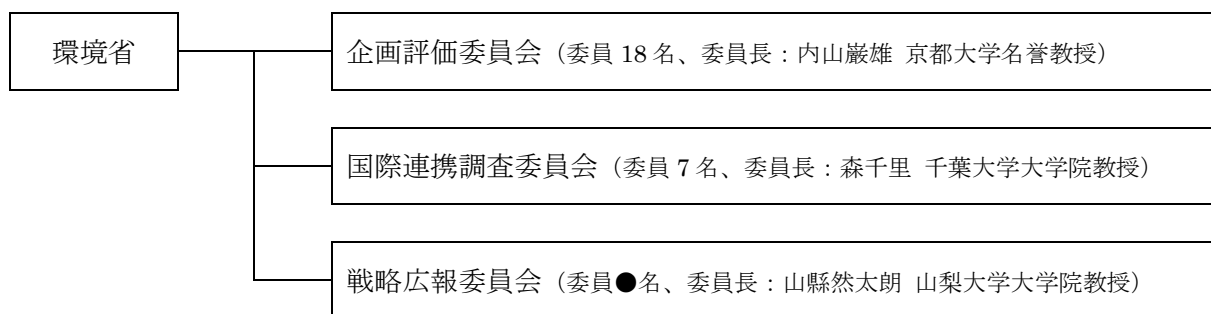 環境省
企画評価委員会（委員 18 名、委員長：内山巌雄 京都大学名誉教授）
国際連携調査委員会（委員 7 名、委員長：森千里 千葉大学大学院教授）
戦略広報委員会（委員●名、委員長：山縣然太朗 山梨大学大学院教授）